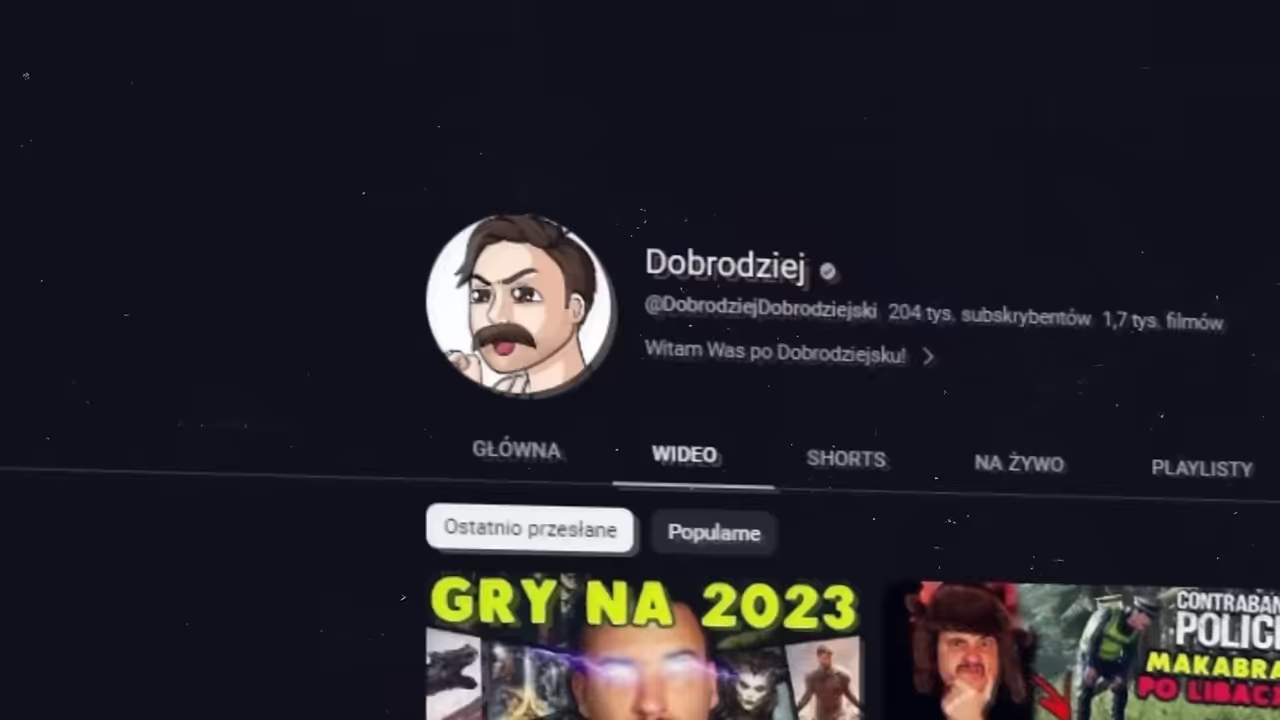 Dobrodziej
@DobrodziejDobrodziejski 204 tys. subskrybentów 1,7 tys. filmów
Witam Was po Dobrodziejsku!
GŁÓWNA WIDEO SHORTS NA ŻYWO PLAYLISTY
Ostatnio przesłane Popularne
GRY NA 2023
CONTRABAN
POLIC
MAKABRA
PO LIBAC